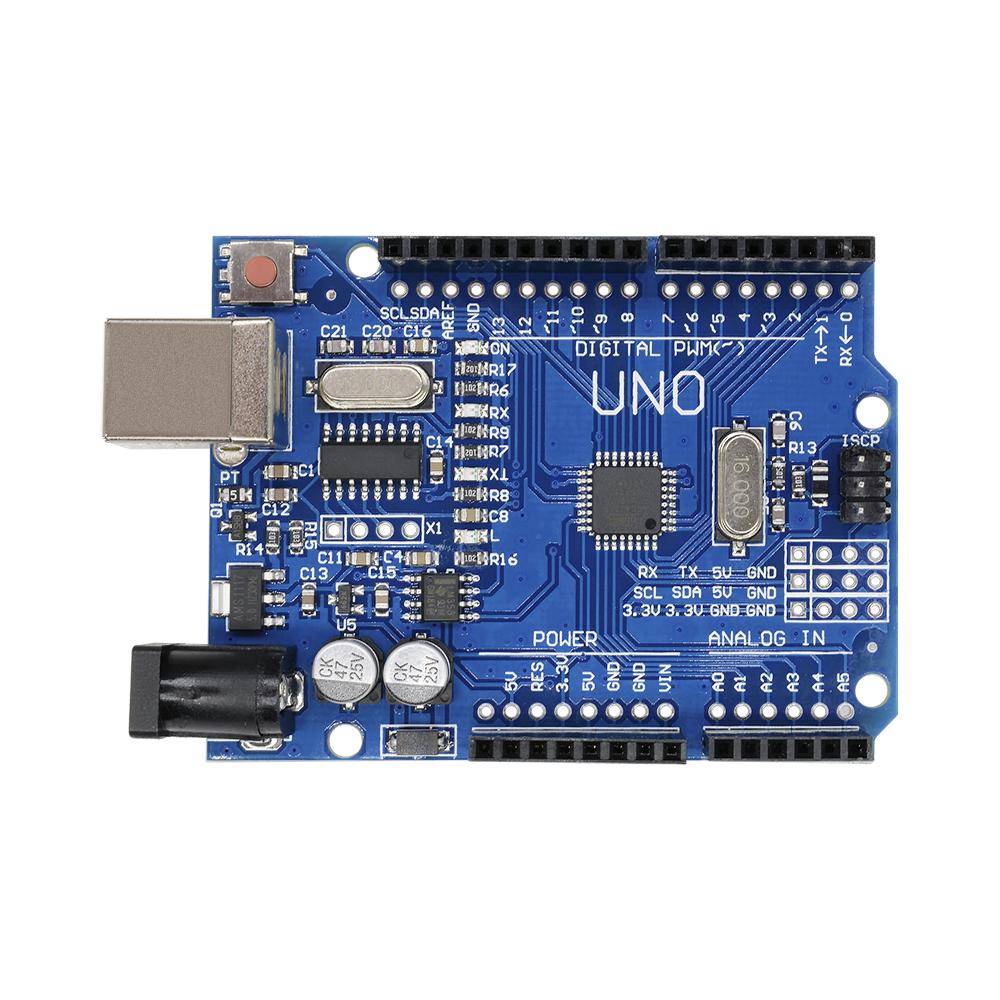 SCL SDA AREF GND 13 12 ~11 ~10 ~9 8 7 ~6 ~5 4 ~3 2 TX→1 RX←0
C21 C20 C16
ON
DIGITAL PWM(~)
R17
R6
UNO
RX
R9
C14
R7
TX
R8
C8
L
R16
C1
PT
5
Q1
C12
R14
R15
X1
C11
C4
C13
C15
U5
AMS1117
CK
47
25V
CK
47
25V
C9
R13
ISCP
16.000
RX TX 5V GND
SCL SDA 5V GND
3.3V 3.3V GND GND
POWER
ANALOG IN
5V RES 3.3V 5V GND GND VIN
A0 A1 A2 A3 A4 A5